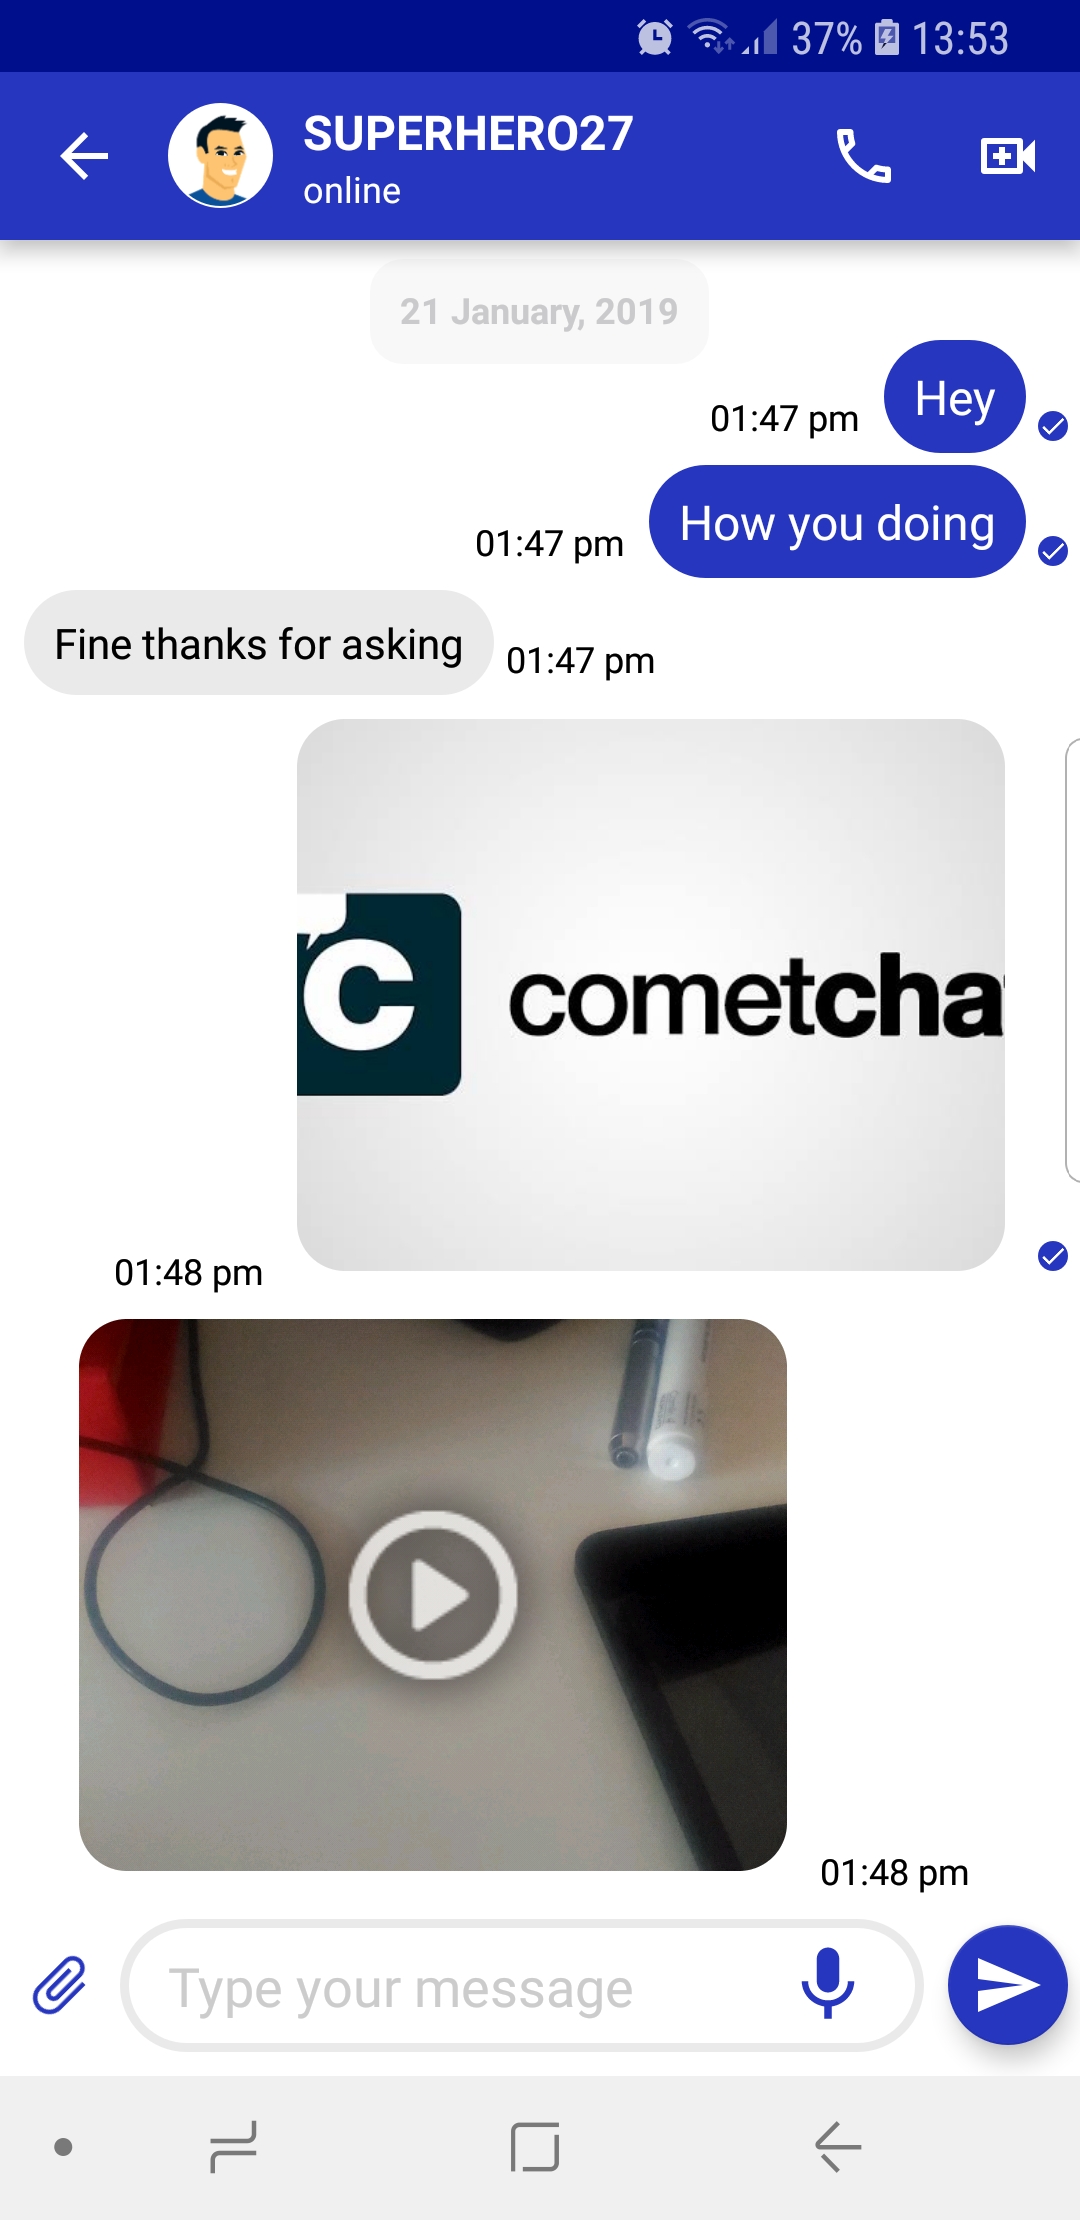 37% 13:53
SUPERHERO27
online
21 January, 2019
Hey
01:47 pm
How you doing
01:47 pm
Fine thanks for asking
01:47 pm
C cometcha
01:48 pm
01:48 pm
Type your message